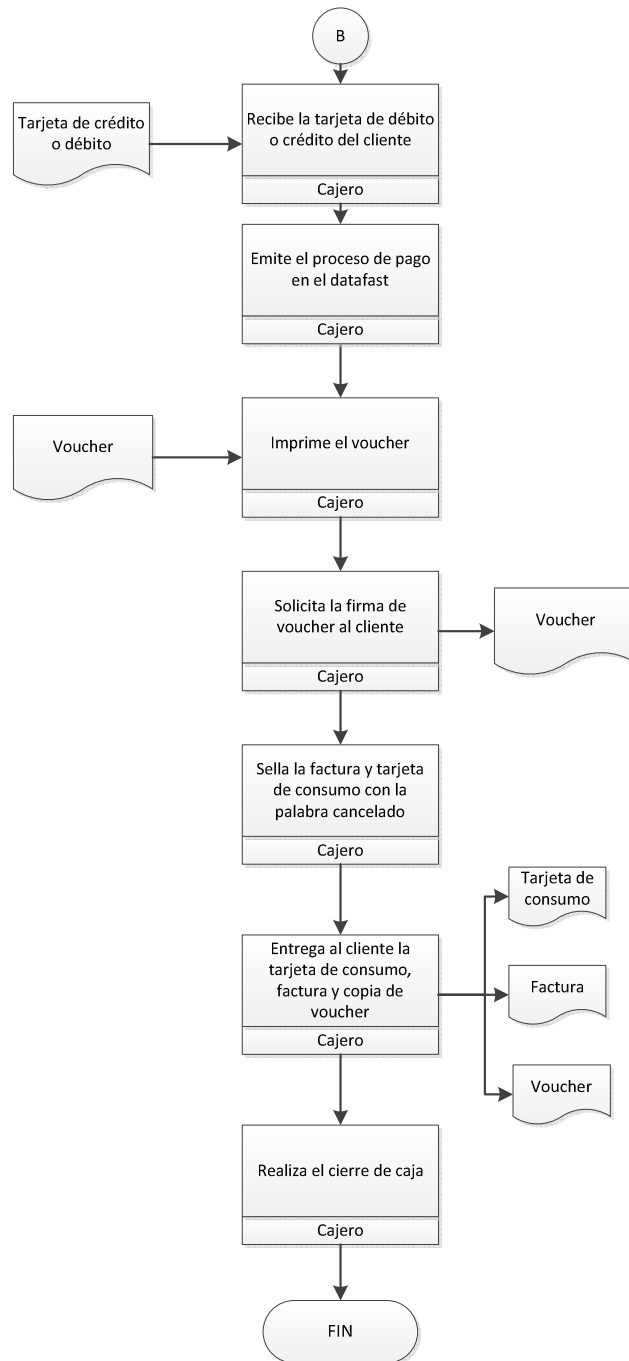 B
Tarjeta de crédito
o débito
Recibe la tarjeta de débito
o crédito del cliente
Cajero
Emite el proceso de pago
en el datafast
Cajero
Voucher
Imprime el voucher
Cajero
Solicita la firma de
voucher al cliente
Cajero
Voucher
Sella la factura y tarjeta
de consumo con la
palabra cancelado
Cajero
Entrega al cliente la
tarjeta de consumo,
factura y copia de
voucher
Cajero
Tarjeta de
consumo
Factura
Voucher
Realiza el cierre de caja
Cajero
FIN